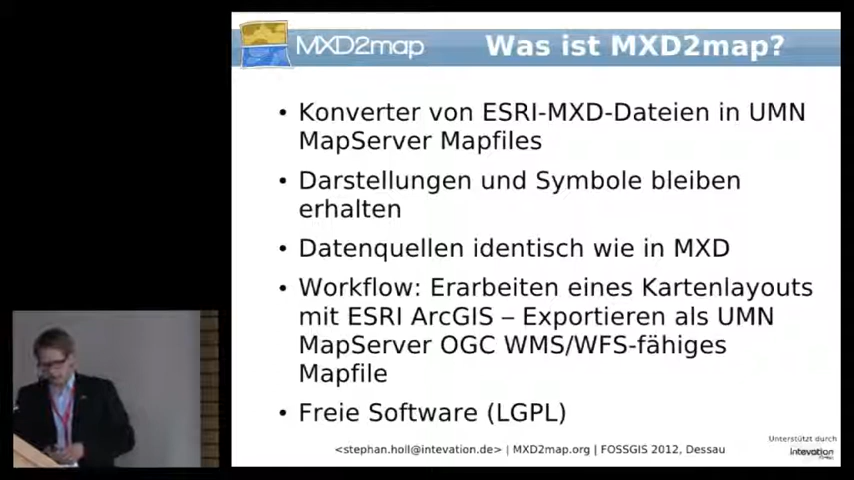 MXD2map
Was ist MXD2map?
• Konverter von ESRI-MXD-Dateien in UMN
MapServer Mapfiles
• Darstellungen und Symbole bleiben
erhalten
• Datenquellen identisch wie in MXD
• Workflow: Erarbeiten eines Kartenlayouts
mit ESRI ArcGIS – Exportieren als UMN
MapServer OGC WMS/WFS-fähiges
Mapfile
• Freie Software (LGPL)
<stephan.holl@intevation.de> | MXD2map.org | FOSSGIS 2012, Dessau
Unterstützt durch
Intevation